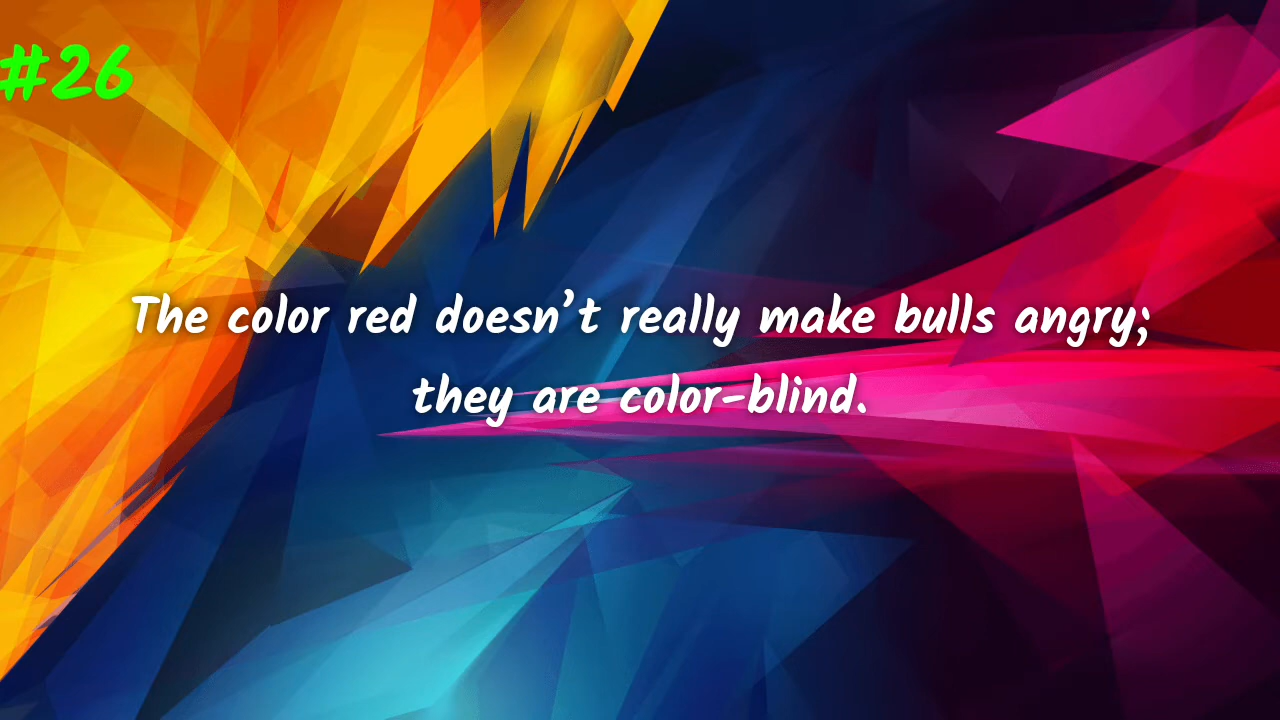 #26
The color red doesn’t really make bulls angry;
they are color-blind.